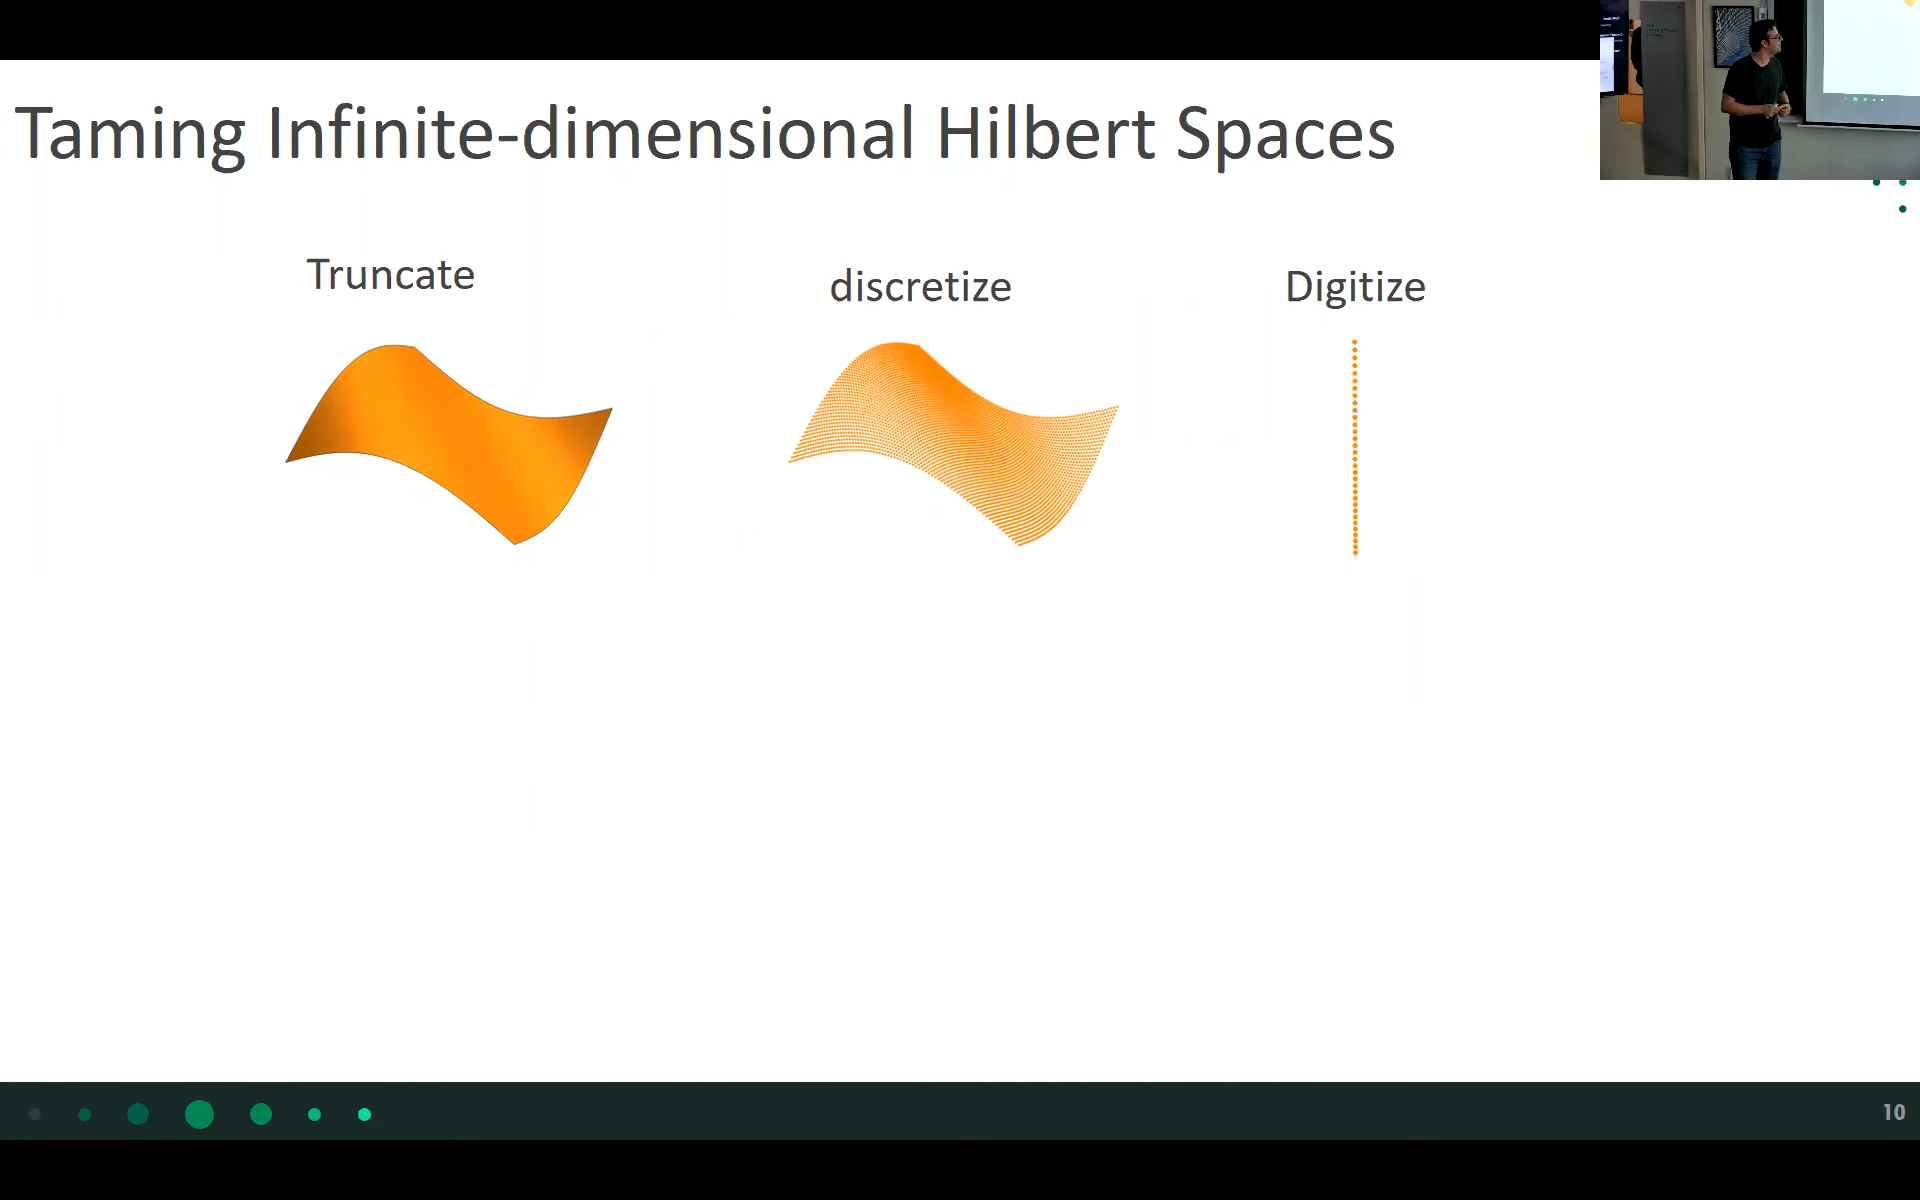 Taming Infinite-dimensional Hilbert Spaces
Truncate
discretize
Digitize
10